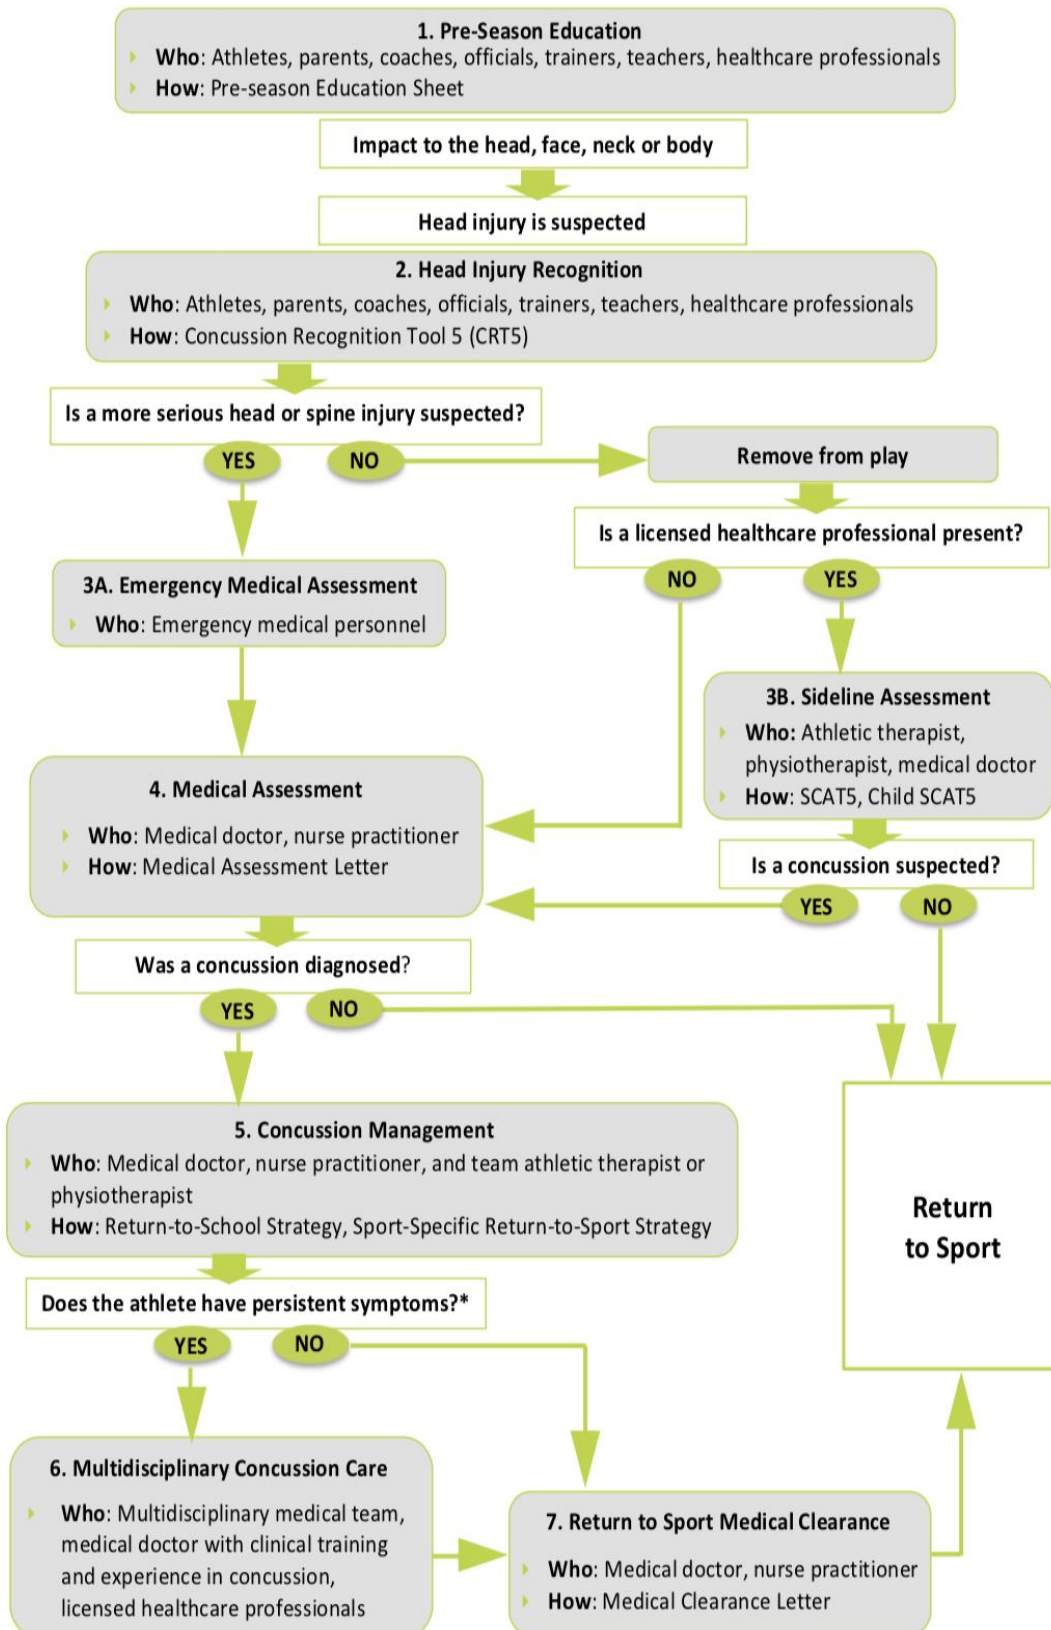 1. Pre-Season Education
Who: Athletes, parents, coaches, officials, trainers, teachers, healthcare professionals
How: Pre-season Education Sheet
Impact to the head, face, neck or body
Head injury is suspected
2. Head Injury Recognition
Who: Athletes, parents, coaches, officials, trainers, teachers, healthcare professionals
How: Concussion Recognition Tool 5 (CRT5)
Is a more serious head or spine injury suspected?
YES
NO
Remove from play
Is a licensed healthcare professional present?
NO
YES
3A. Emergency Medical Assessment
Who: Emergency medical personnel
3B. Sideline Assessment
Who: Athletic therapist,
physiotherapist, medical doctor
How: SCAT5, Child SCAT5
4. Medical Assessment
Who: Medical doctor, nurse practitioner
How: Medical Assessment Letter
Is a concussion suspected?
YES
NO
Was a concussion diagnosed?
YES
NO
5. Concussion Management
Who: Medical doctor, nurse practitioner, and team athletic therapist or
physiotherapist
How: Return-to-School Strategy, Sport-Specific Return-to-Sport Strategy
Return
to Sport
Does the athlete have persistent symptoms?*
YES
NO
6. Multidisciplinary Concussion Care
Who: Multidisciplinary medical team,
medical doctor with clinical training
and experience in concussion,
licensed healthcare professionals
7. Return to Sport Medical Clearance
Who: Medical doctor, nurse practitioner
How: Medical Clearance Letter